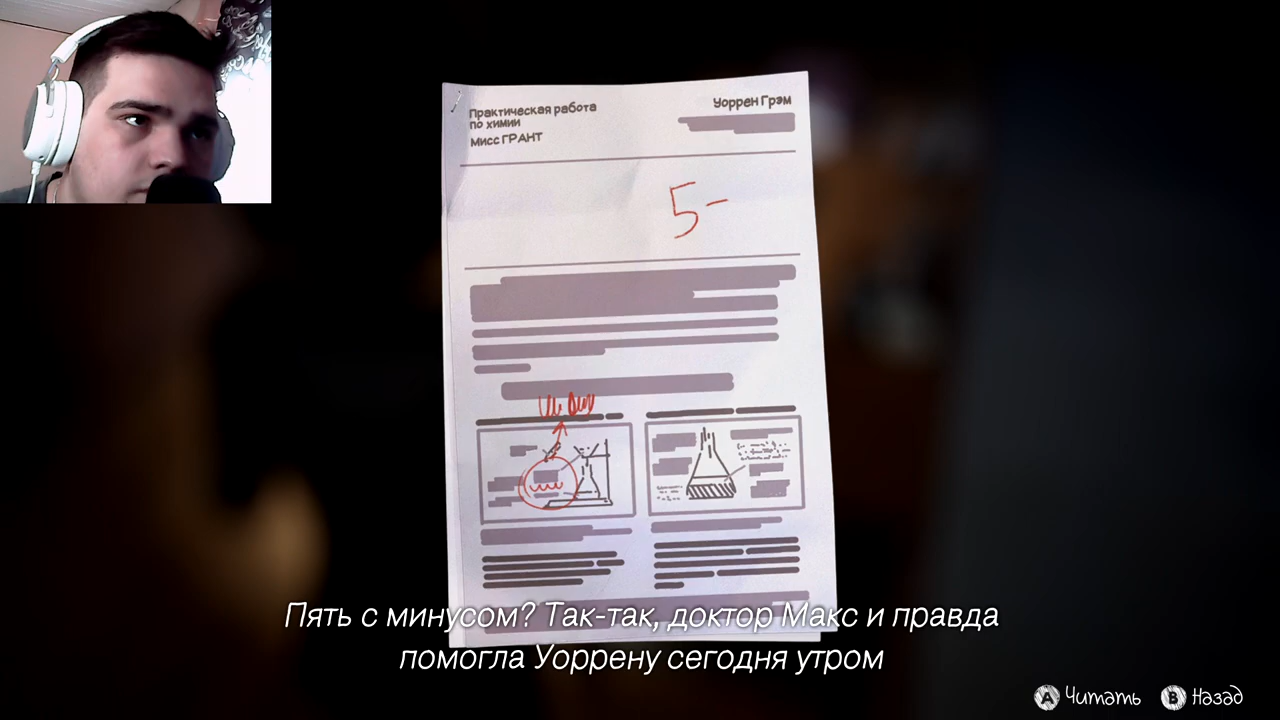 Практическая работа
по химии
Мисс ГРАНТ
Уоррен Грэм
5-
Пять с минусом? Так-так, доктор Макс и правда
помогла Уоррену сегодня утром
A Читать B Назад